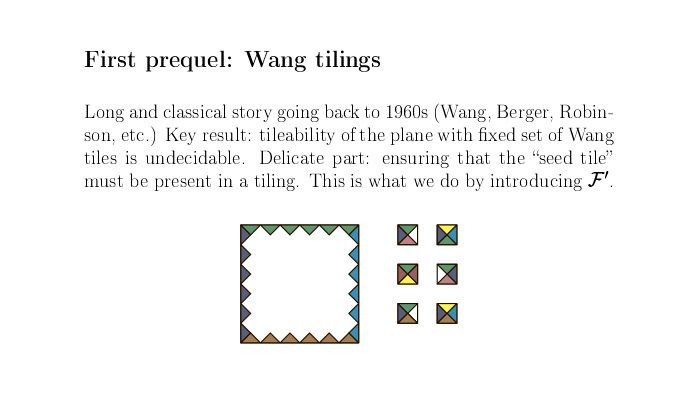 First prequel: Wang tilings
Long and classical story going back to 1960s (Wang, Berger, Robin-
son, etc.) Key result: tileability of the plane with fixed set of Wang
tiles is undecidable. Delicate part: ensuring that the “seed tile”
must be present in a tiling. This is what we do by introducing 𝓕′.